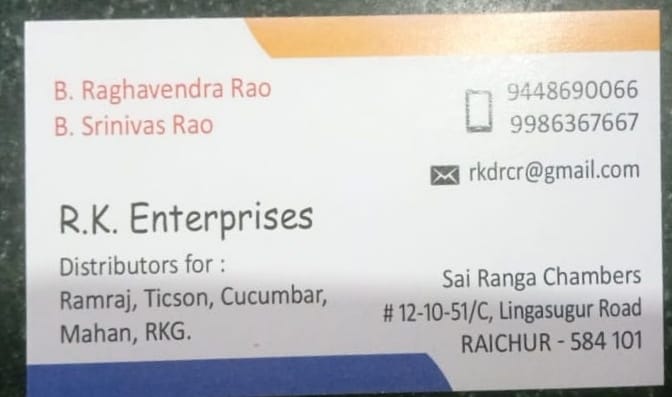 B. Raghavendra Rao
B. Srinivas Rao
9448690066
9986367667
rkdrcr@gmail.com
R.K. Enterprises
Distributors for :
Ramraj, Ticson, Cucumbar,
Mahan, RKG.
Sai Ranga Chambers
# 12-10-51/C, Lingasugur Road
RAICHUR - 584 101